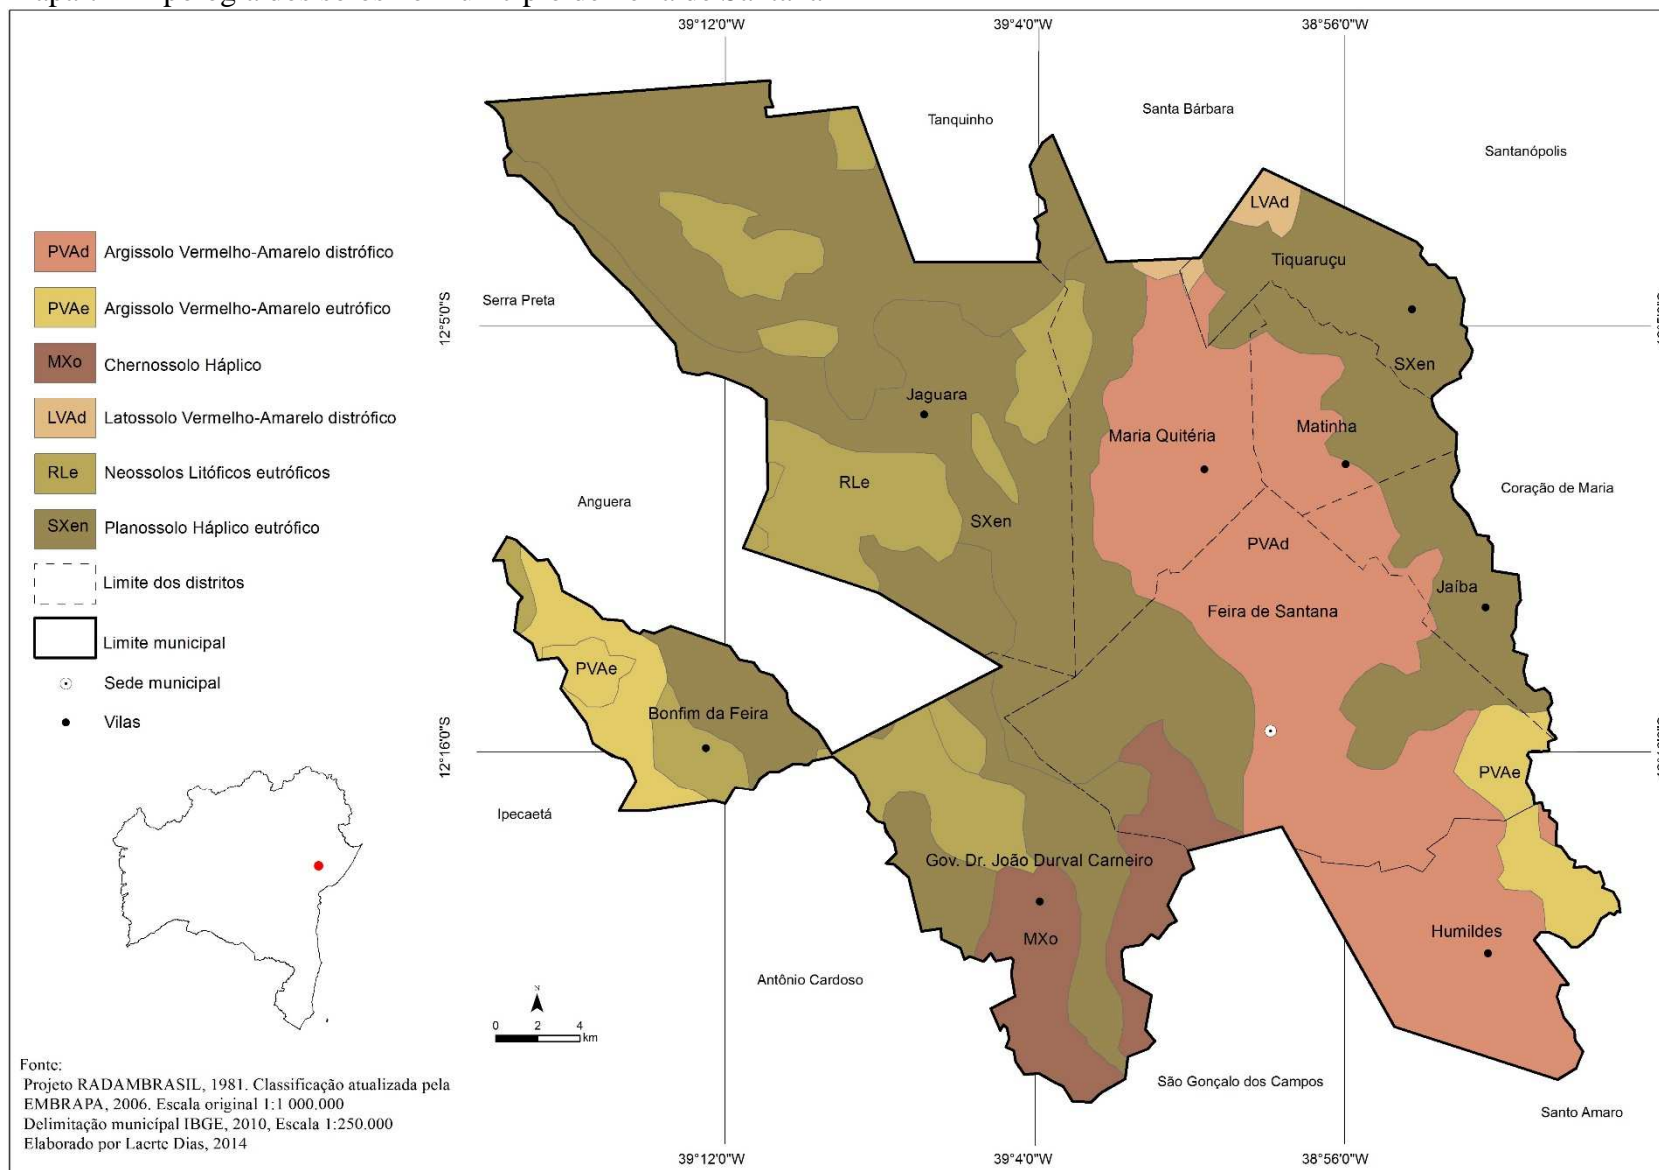 39°12'0"W
39°4'0"W
38°56'0"W
Tanquinho
Santa Bárbara
Santanópolis
LVAd
Tiquaruçu
PVAd Argissolo Vermelho-Amarelo distrófico
PVAe Argissolo Vermelho-Amarelo eutrófico
MXo Chernossolo Háplico
LVAd Latossolo Vermelho-Amarelo distrófico
RLe Neossolos Litóficos eutróficos
SXen Planossolo Háplico eutrófico
Limite dos distritos
Limite municipal
Sede municipal
Vilas
Serra Preta
12°5'0"S
SXen
Jaguara
Maria Quitéria
Matinha
RLe
Anguera
Coração de Maria
SXen
PVAd
Jaíba
Feira de Santana
PVAe
Bonfim da Feira
12°16'0"S
PVAe
Ipecaetá
Gov. Dr. João Durval Carneiro
MXo
Humildes
Antônio Cardoso
N
0 2 4
km
São Gonçalo dos Campos
Santo Amaro
Fonte:
Projeto RADAMBRASIL, 1981. Classificação atualizada pela
EMBRAPA, 2006. Escala original 1:1 000.000
Delimitação municípal IBGE, 2010, Escala 1:250.000
Elaborado por Laerte Dias, 2014
39°12'0"W
39°4'0"W
38°56'0"W